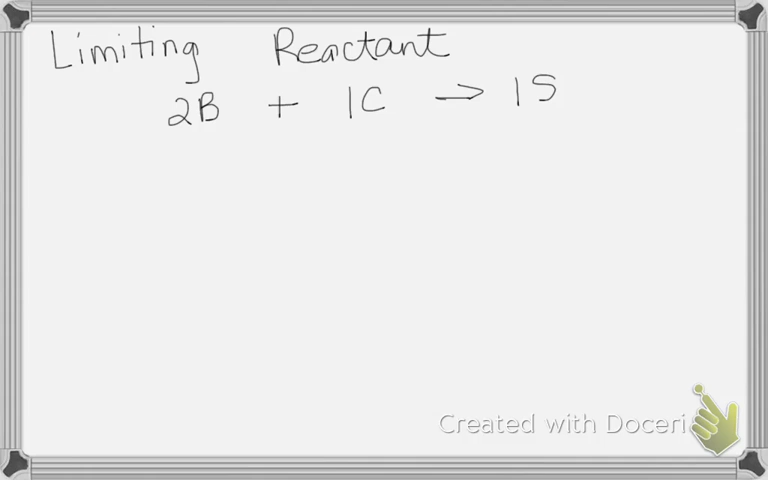 Limiting Reactant
2B + 1C → 1S
Created with Doceri